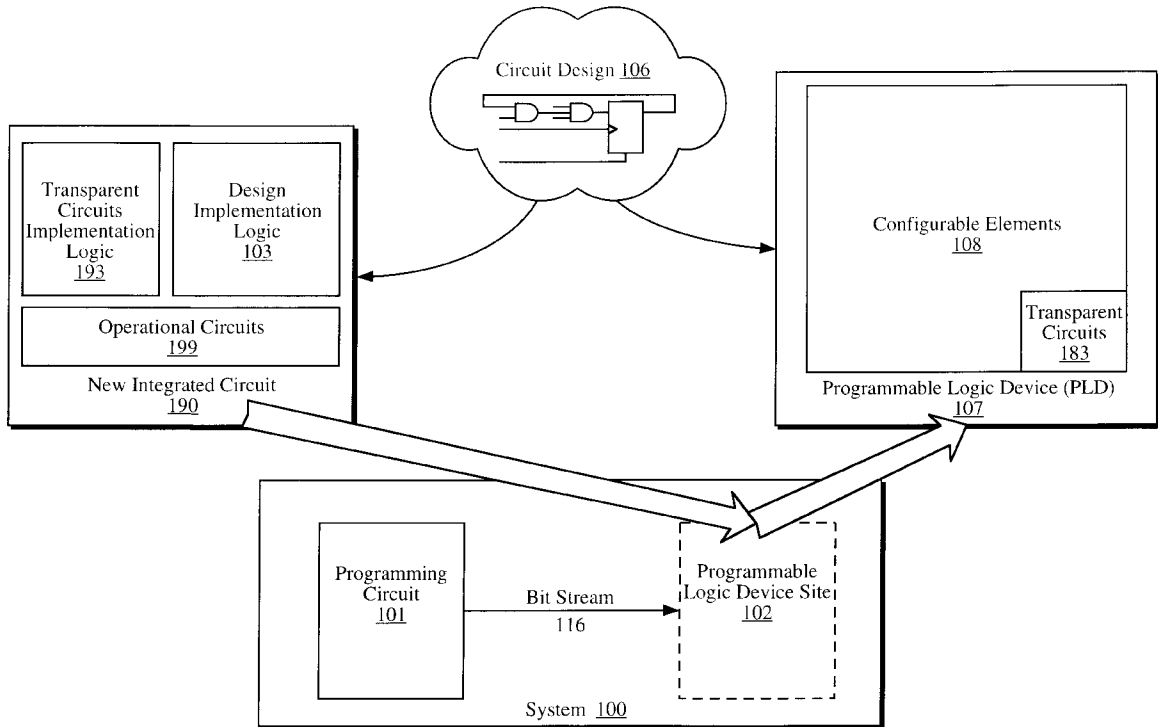 Circuit Design 106
Transparent
Circuits
Implementation
Logic
193
Design
Implementation
Logic
103
Operational Circuits
199
New Integrated Circuit
190
Configurable Elements
108
Transparent
Circuits
183
Programmable Logic Device (PLD)
107
Programming
Circuit
101
Bit Stream
116
Programmable
Logic Device Site
102
System 100